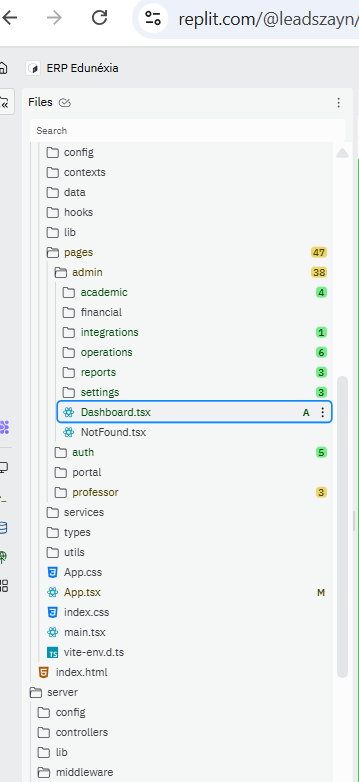 replit.com/@leadszayn/
ERP Edunéxia
Files
Search
config
contexts
data
hooks
lib
pages 47
admin 38
academic 4
financial
integrations 1
operations 6
reports 3
settings 3
Dashboard.tsx A
NotFound.tsx
auth 5
portal
professor 3
services
types
utils
App.css
App.tsx M
index.css
main.tsx
TS vite-env.d.ts
index.html
server
config
controllers
lib
middleware